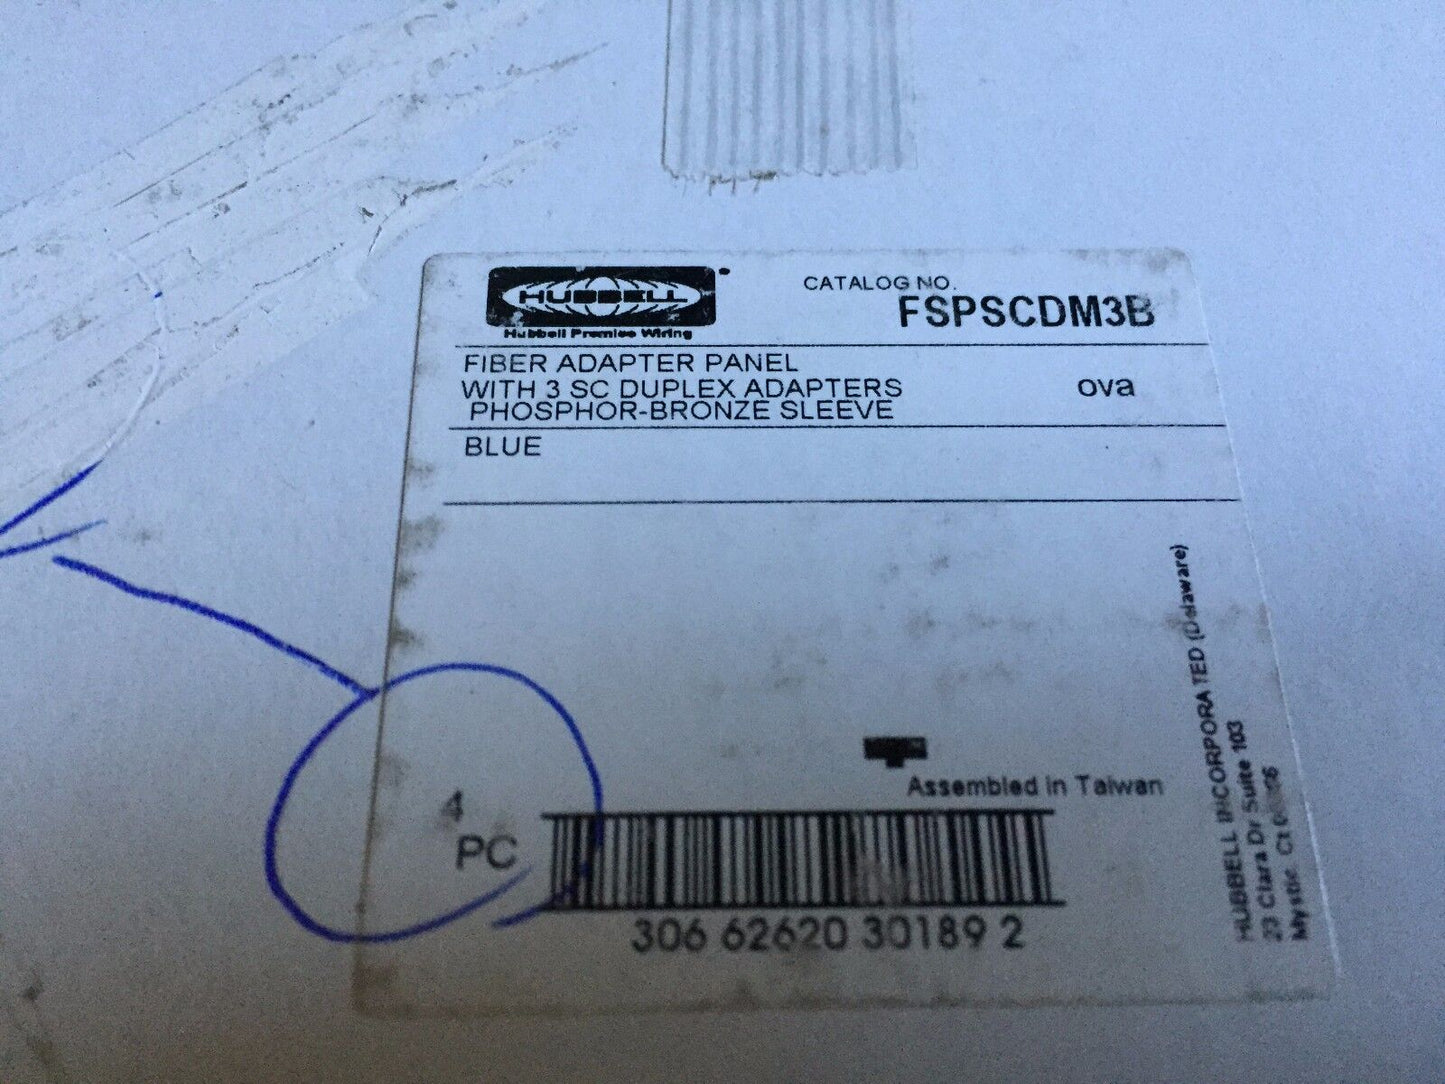 HUBBELL
Hubbell Premise Wiring
CATALOG NO.
FSPSCDM3B
FIBER ADAPTER PANEL
WITH 3 SC DUPLEX ADAPTERS
PHOSPHOR-BRONZE SLEEVE
ova
BLUE
Assembled in Taiwan
4
PC
306 62620 30189 2
HUBBELL INCORPORATED (Delaware)
23 Clara Dr Suite 103
Mystic, Ct